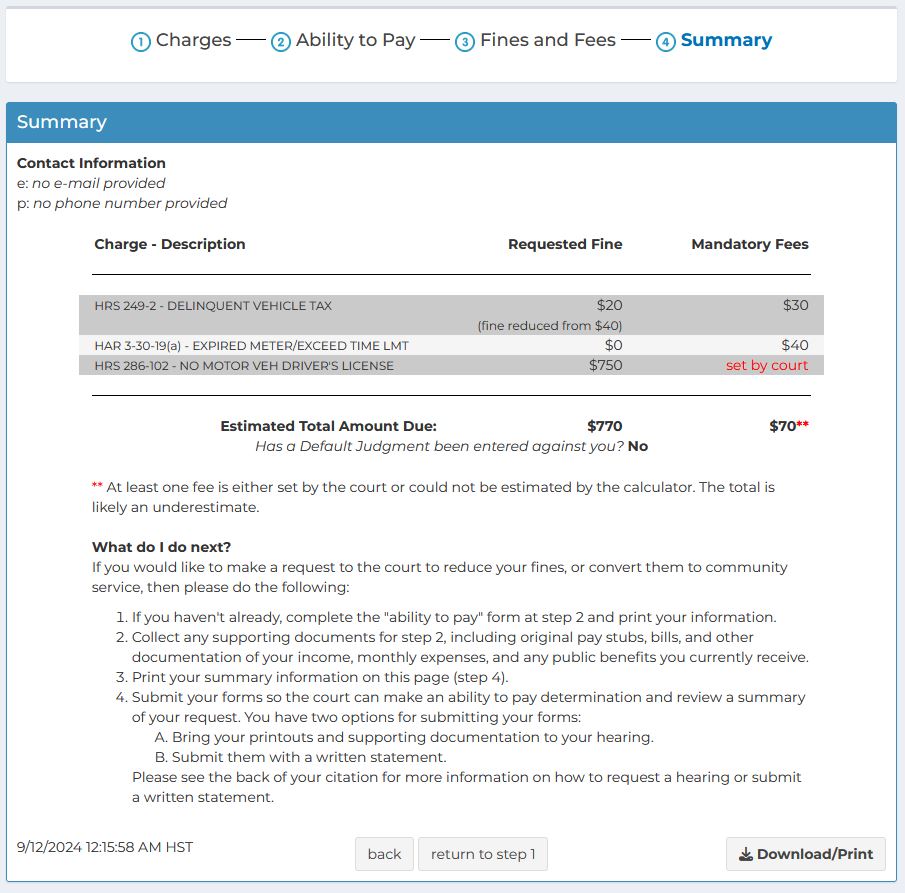 1 Charges 2 Ability to Pay 3 Fines and Fees 4 Summary
Summary
Contact Information
e: no e-mail provided
p: no phone number provided
Charge - Description Requested Fine Mandatory Fees
HRS 249-2 - DELINQUENT VEHICLE TAX $20 $30
(fine reduced from $40)
HAR 3-30-19(a) - EXPIRED METER/EXCEED TIME LMT $0 $40
HRS 286-102 - NO MOTOR VEH DRIVER'S LICENSE $750 set by court
Estimated Total Amount Due: $770 $70**
Has a Default Judgment been entered against you? No
** At least one fee is either set by the court or could not be estimated by the calculator. The total is
likely an underestimate.
What do I do next?
If you would like to make a request to the court to reduce your fines, or convert them to community
service, then please do the following:
1. If you haven't already, complete the "ability to pay" form at step 2 and print your information.
2. Collect any supporting documents for step 2, including original pay stubs, bills, and other
documentation of your income, monthly expenses, and any public benefits you currently receive.
3. Print your summary information on this page (step 4).
4. Submit your forms so the court can make an ability to pay determination and review a summary
of your request. You have two options for submitting your forms:
A. Bring your printouts and supporting documentation to your hearing.
B. Submit them with a written statement.
Please see the back of your citation for more information on how to request a hearing or submit
a written statement.
9/12/2024 12:15:58 AM HST back return to step 1 Download/Print